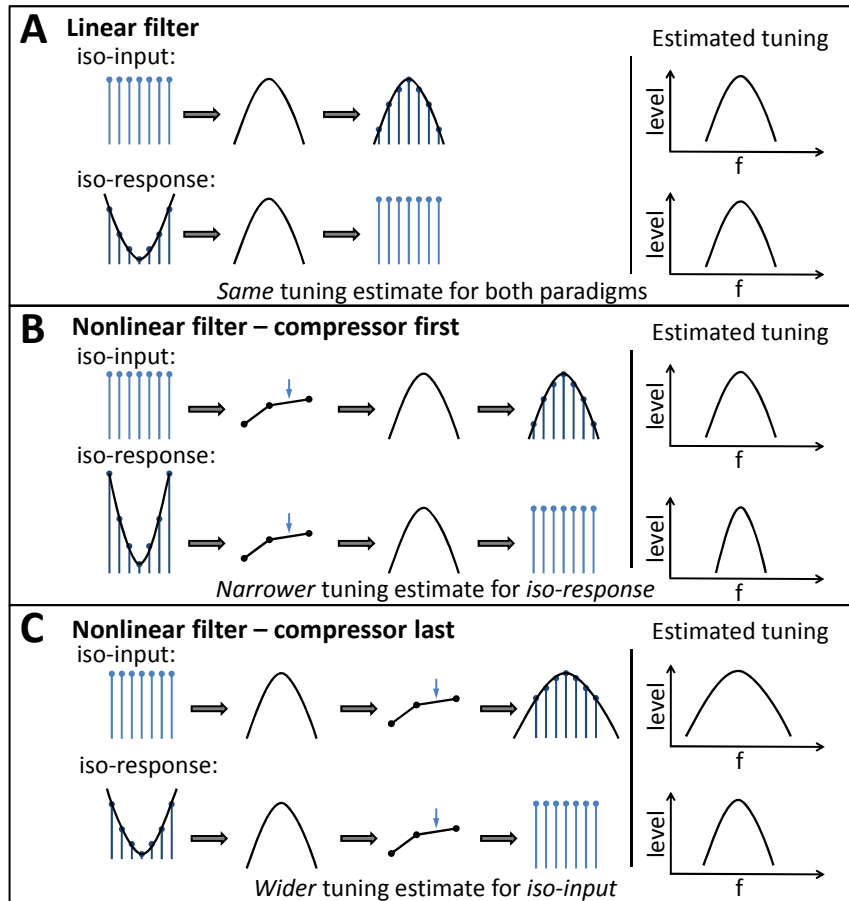 A Linear filter
iso-input:
Estimated tuning
level
f
iso-response:
level
f
Same tuning estimate for both paradigms
B Nonlinear filter – compressor first
iso-input:
Estimated tuning
level
f
iso-response:
level
f
Narrower tuning estimate for iso-response
C Nonlinear filter – compressor last
iso-input:
Estimated tuning
level
f
iso-response:
level
f
Wider tuning estimate for iso-input